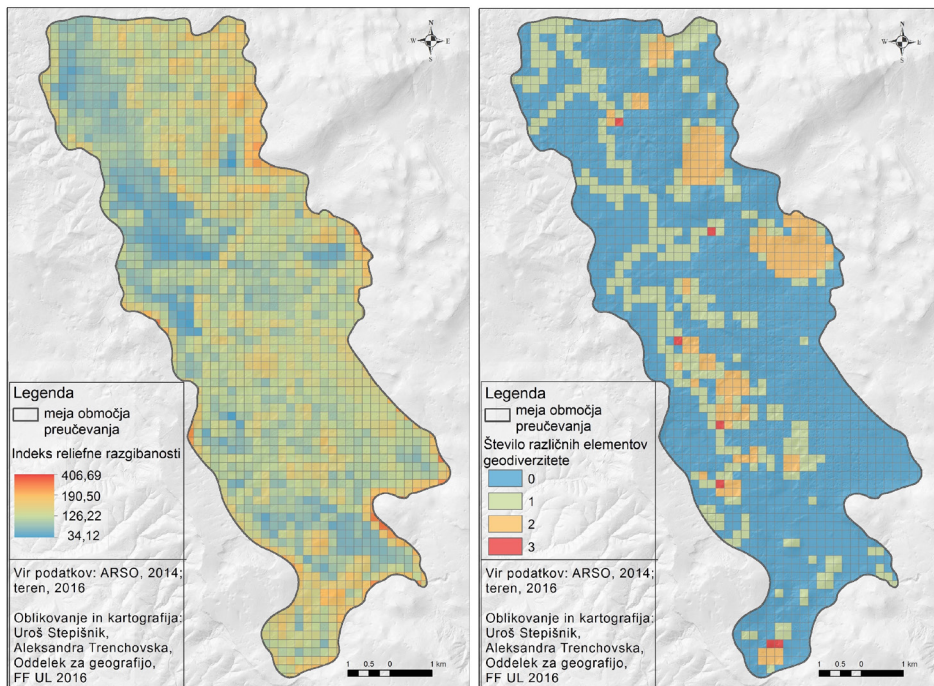 N
W E
S
Legenda
meja območja
preučevanja
Indeks reliefne razgibanosti
406,69
190,50
126,22
34,12
Vir podatkov: ARSO, 2014;
teren, 2016
Oblikovanje in kartografija:
Uroš Stepišnik,
Aleksandra Trenchovska,
Oddelek za geografijo,
FF UL 2016
1 0.5 0 1 km
N
W E
S
Legenda
meja območja
preučevanja
Število različnih elementov
geodiverzitete
0
1
2
3
Vir podatkov: ARSO, 2014;
teren, 2016
Oblikovanje in kartografija:
Uroš Stepišnik,
Aleksandra Trenchovska,
Oddelek za geografijo,
FF UL 2016
1 0.5 0 1 km